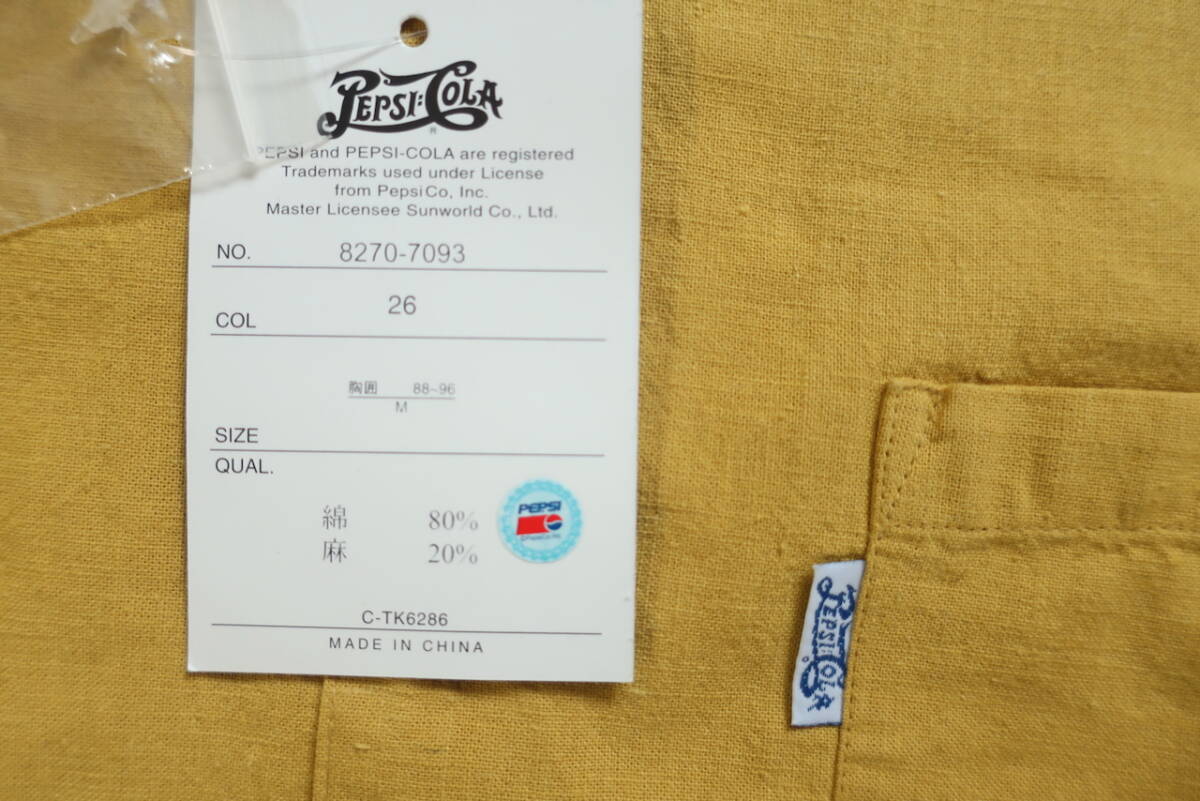 PEPSI:COLA
®
PEPSI and PEPSI-COLA are registered
Trademarks used under License
from PepsiCo, Inc.
Master Licensee Sunworld Co., Ltd.
NO. 8270-7093
COL 26
胸囲 88~96
M
SIZE
QUAL.
綿 80%
麻 20%
PEPSI
©PepsiCo Inc.
C-TK6286
MADE IN CHINA
PEPSI:COLA